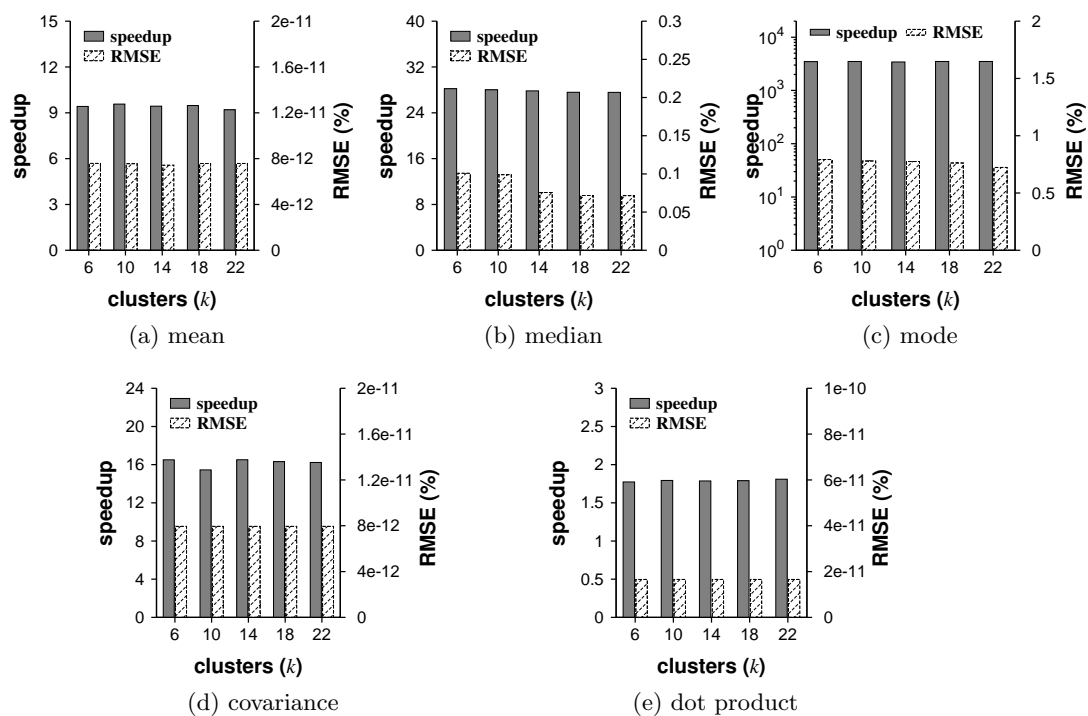 speedup
RMSE
15
12
9
6
3
0
speedup
2e-11
1.6e-11
1.2e-11
8e-12
4e-12
0
RMSE (%)
6 10 14 18 22
clusters (k)
(a) mean
speedup
RMSE
40
32
24
16
8
0
speedup
0.3
0.25
0.2
0.15
0.1
0.05
0
RMSE (%)
6 10 14 18 22
clusters (k)
(b) median
speedup RMSE
10^4
10^3
10^2
10^1
10^0
speedup
2
1.5
1
0.5
0
RMSE (%)
6 10 14 18 22
clusters (k)
(c) mode
speedup
RMSE
24
20
16
12
8
4
0
speedup
2e-11
1.6e-11
1.2e-11
8e-12
4e-12
0
RMSE (%)
6 10 14 18 22
clusters (k)
(d) covariance
speedup
RMSE
3
2.5
2
1.5
1
0.5
0
speedup
1e-10
8e-11
6e-11
4e-11
2e-11
0
RMSE (%)
6 10 14 18 22
clusters (k)
(e) dot product